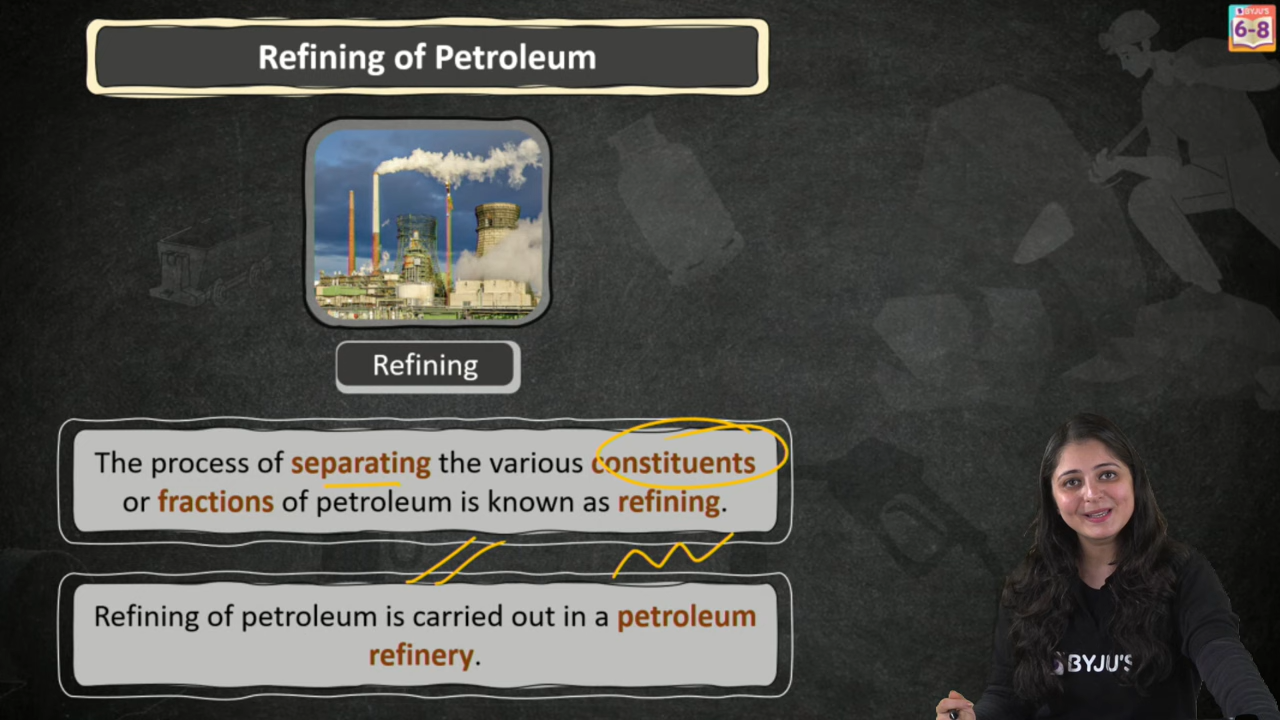 Refining of Petroleum
BYJU'S
6-8
Refining
The process of separating the various constituents
or fractions of petroleum is known as refining.
Refining of petroleum is carried out in a petroleum
refinery.
BYJU'S